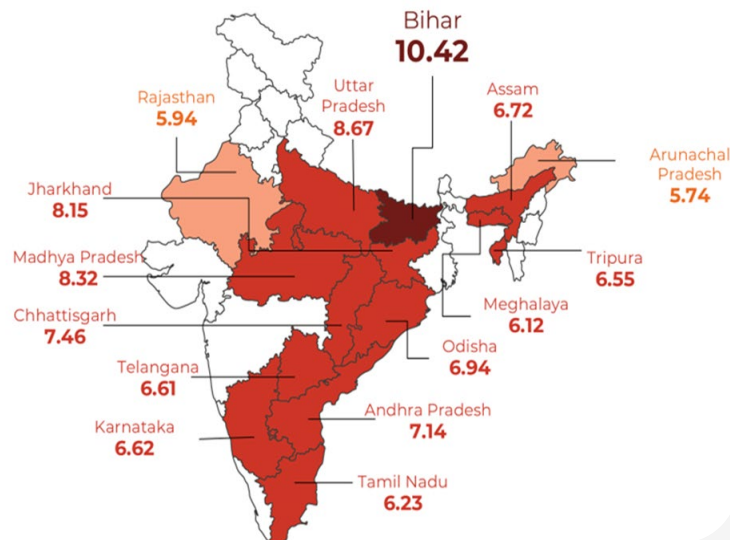 Bihar
10.42
Uttar
Pradesh
8.67
Assam
6.72
Rajasthan
5.94
Arunachal
Pradesh
5.74
Jharkhand
8.15
Madhya Pradesh
8.32
Tripura
6.55
Chhattisgarh
7.46
Meghalaya
6.12
Odisha
6.94
Telangana
6.61
Andhra Pradesh
7.14
Karnataka
6.62
Tamil Nadu
6.23